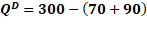 Q^D = 300 − (70 + 90)